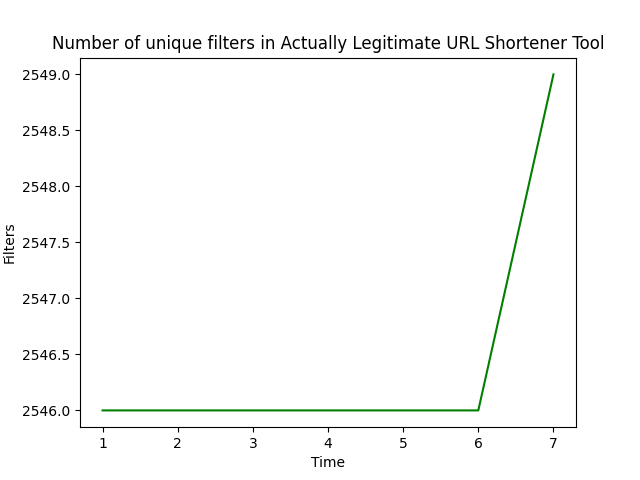 Number of unique filters in Actually Legitimate URL Shortener Tool
2549.0
2548.5
2548.0
2547.5
2547.0
2546.5
2546.0
Filters
1 2 3 4 5 6 7
Time